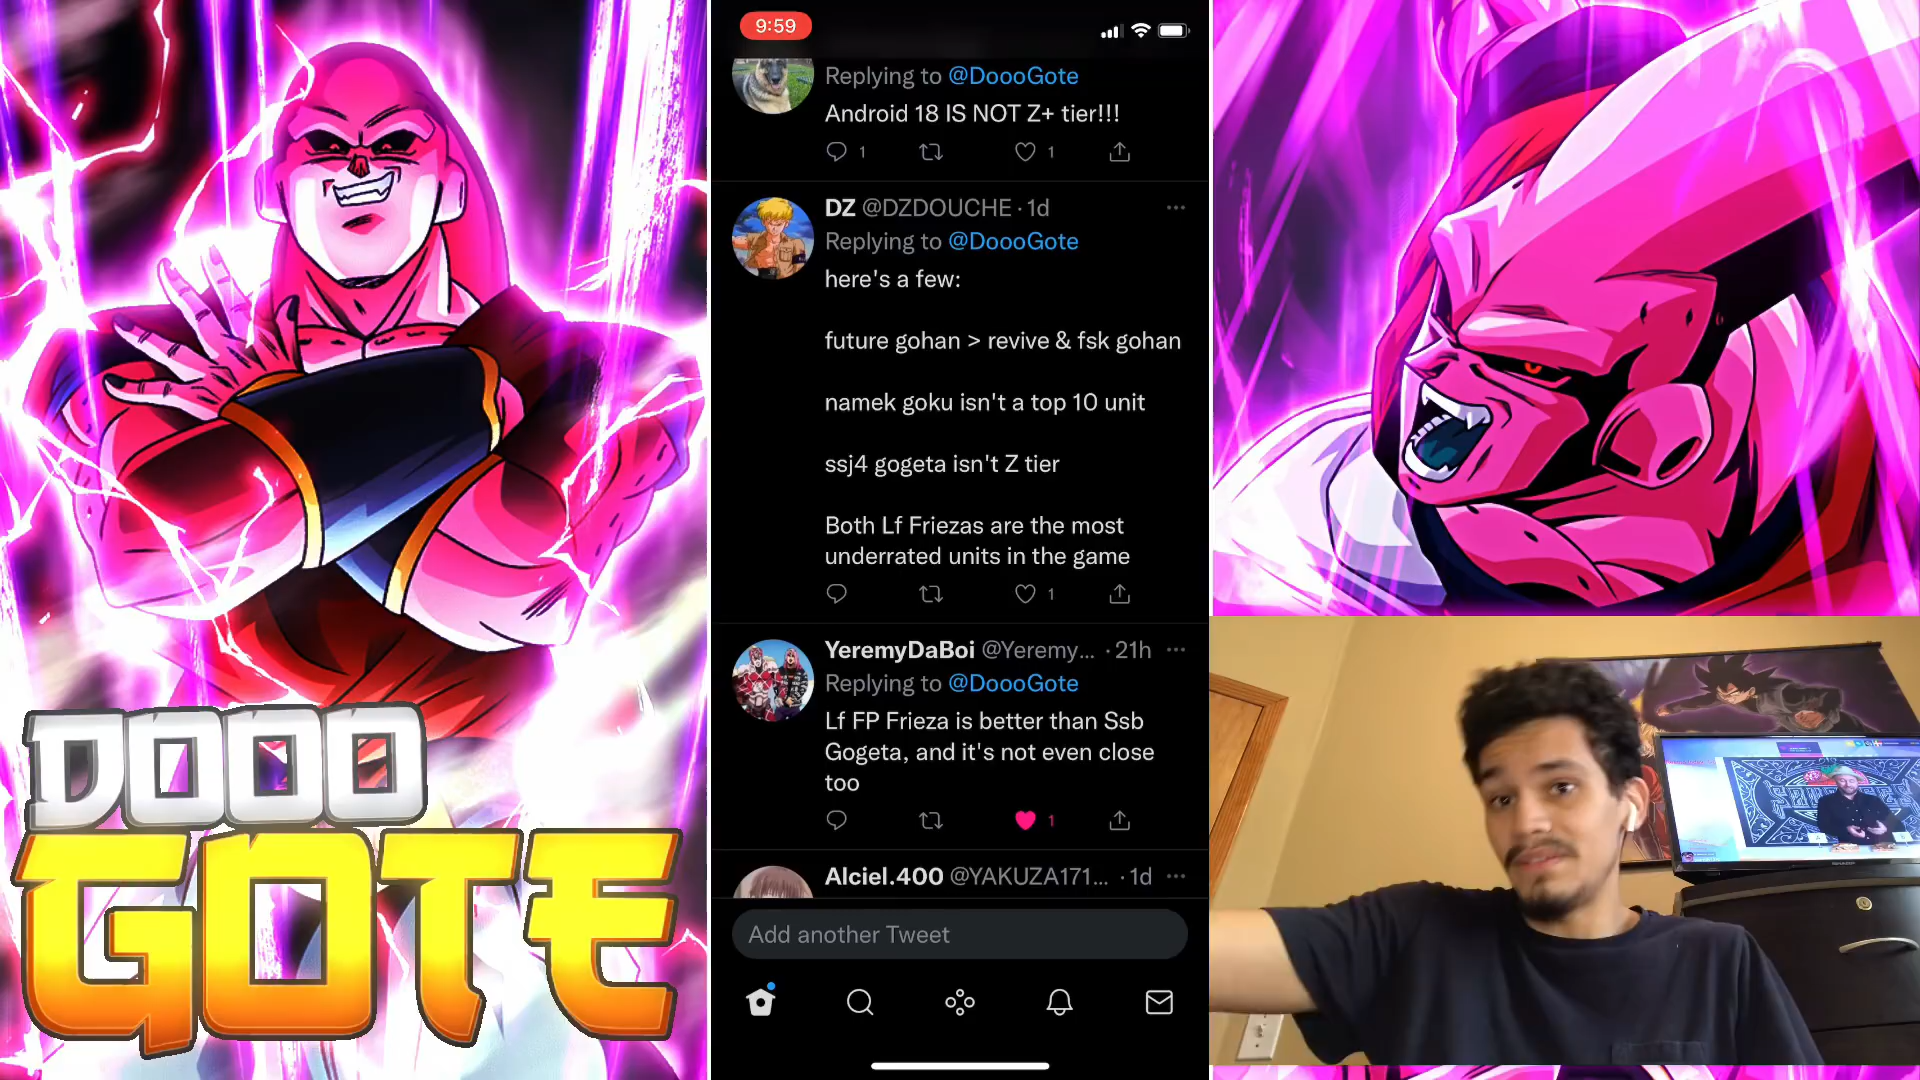 9:59
Replying to @DoooGote
Android 18 IS NOT Z+ tier!!!
1
1
DZ @DZDOUCHE · 1d
Replying to @DoooGote
here's a few:
future gohan > revive & fsk gohan
namek goku isn't a top 10 unit
ssj4 gogeta isn't Z tier
Both Lf Friezas are the most
underrated units in the game
1
YeremyDaBoi @Yeremy... · 21h
Replying to @DoooGote
Lf FP Frieza is better than Ssb
Gogeta, and it's not even close
too
1
Alciel.400 @YAKUZA171... · 1d
Add another Tweet
DOOO
GOTE